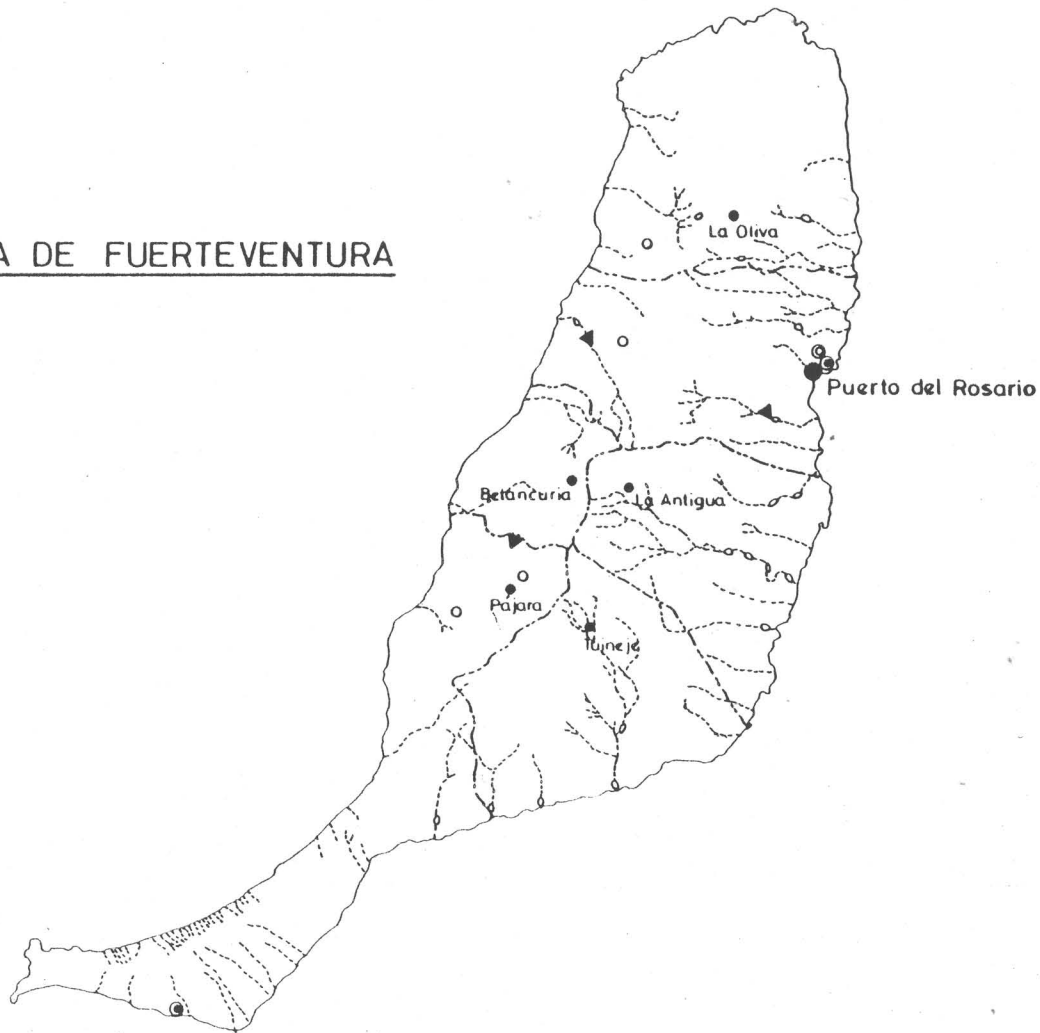 A DE FUERTEVENTURA
La Oliva
Puerto del Rosario
Betancuria
La Antigua
Pajara
Tuineje